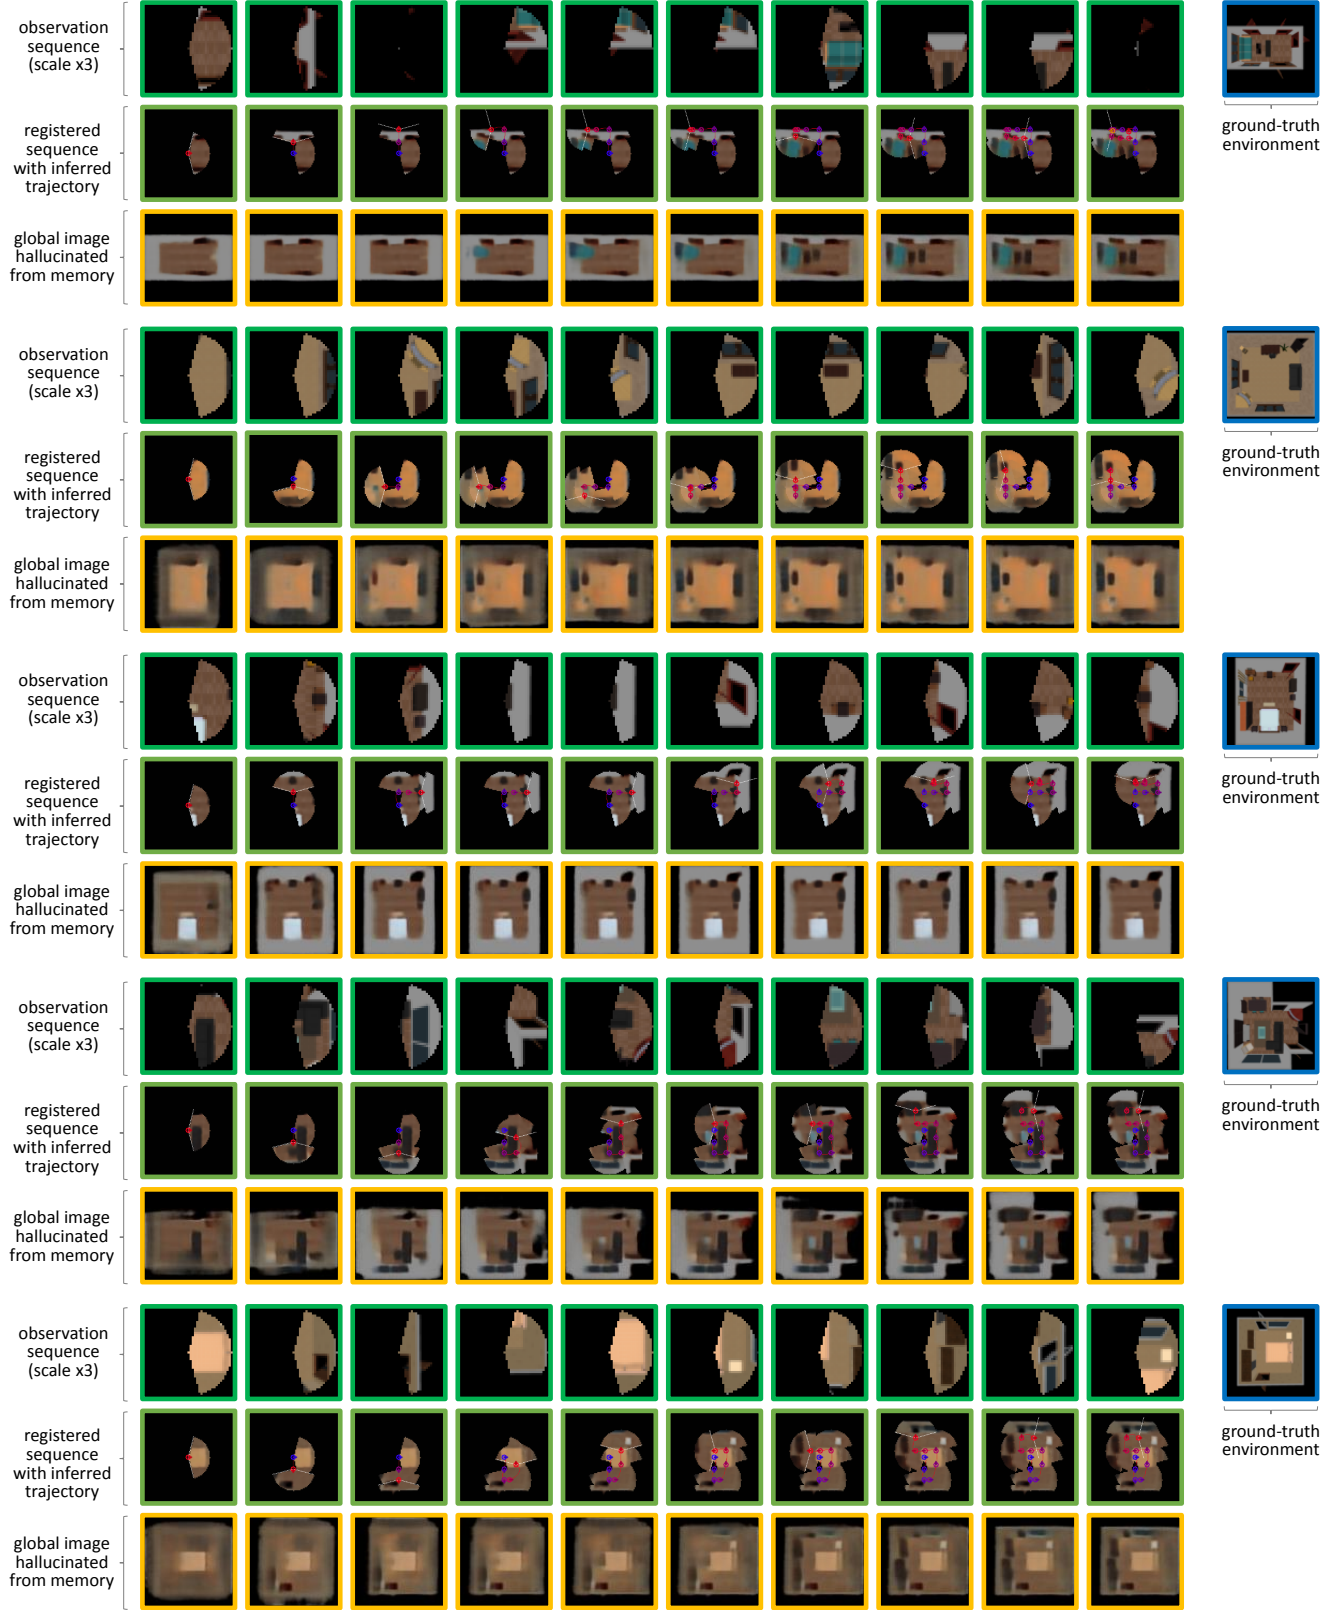 observation
sequence
(scale x3)
registered
sequence
with inferred
trajectory
global image
hallucinated
from memory
ground-truth
environment
observation
sequence
(scale x3)
registered
sequence
with inferred
trajectory
global image
hallucinated
from memory
ground-truth
environment
observation
sequence
(scale x3)
registered
sequence
with inferred
trajectory
global image
hallucinated
from memory
ground-truth
environment
observation
sequence
(scale x3)
registered
sequence
with inferred
trajectory
global image
hallucinated
from memory
ground-truth
environment
observation
sequence
(scale x3)
registered
sequence
with inferred
trajectory
global image
hallucinated
from memory
ground-truth
environment